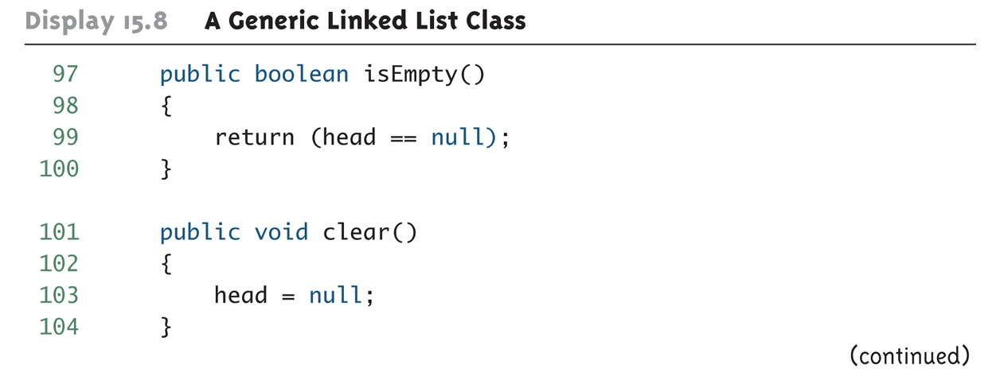 Display 15.8 A Generic Linked List Class
97 public boolean isEmpty()
98 {
99 return (head == null);
100 }
101 public void clear()
102 {
103 head = null;
104 }
(continued)